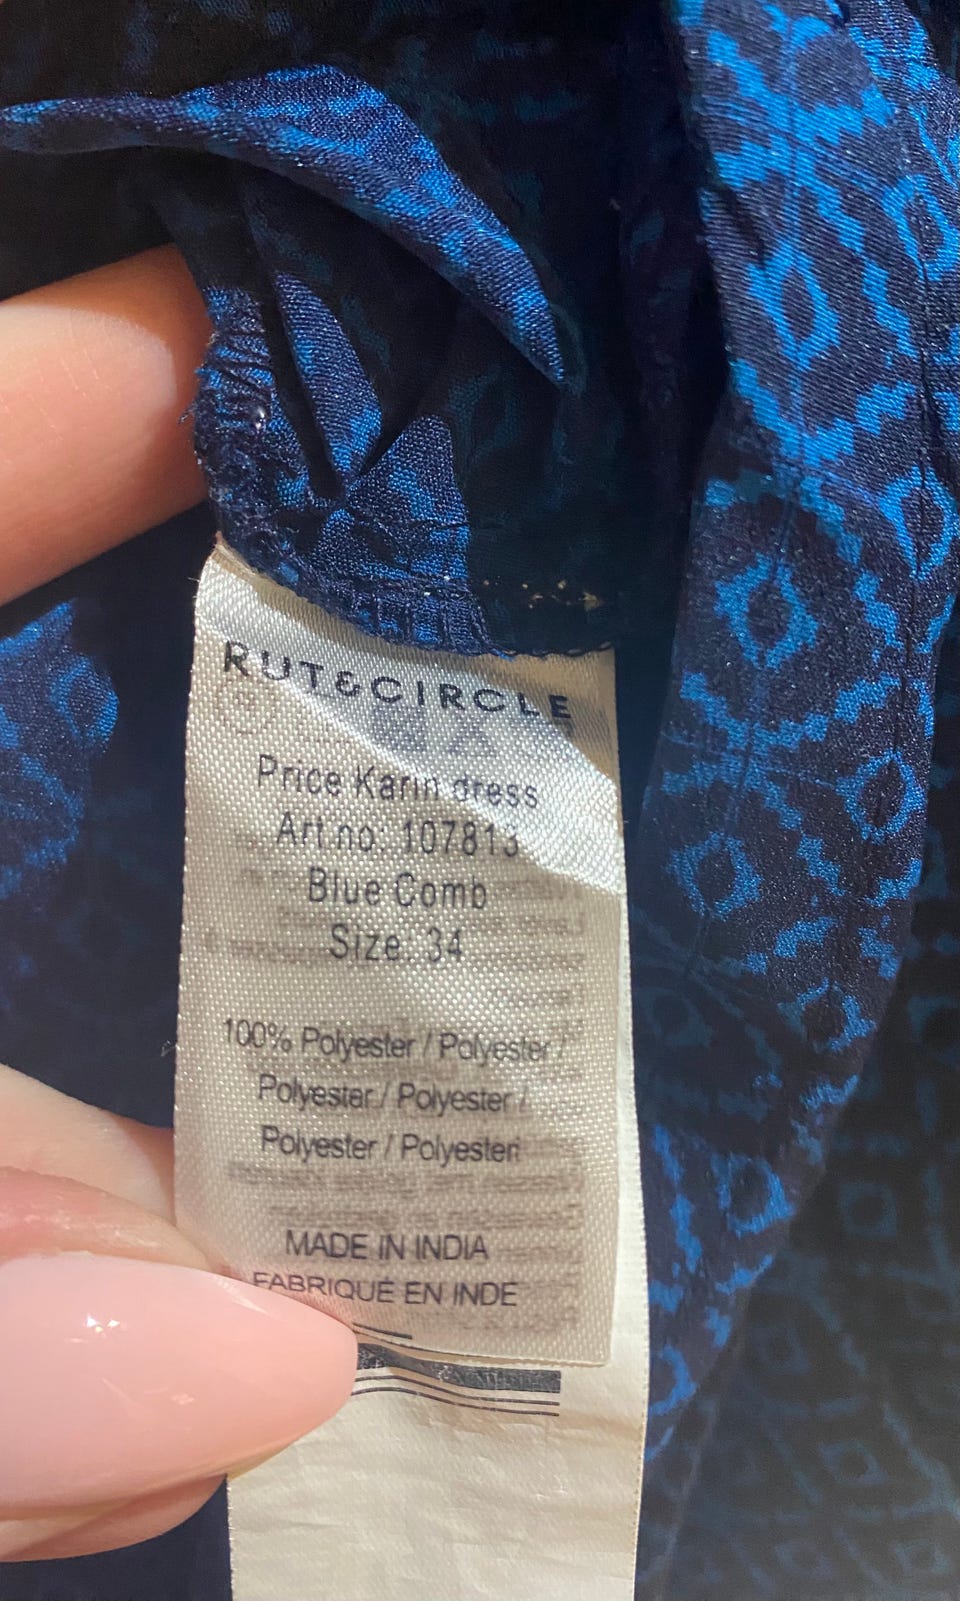 RUT&CIRCLE
Price Karin dress
Art no: 107813
Blue Comb
Size: 34
100% Polyester / Polyester /
Polyester / Polyester /
Polyester / Polyesteri
MADE IN INDIA
FABRIQUÉ EN INDE